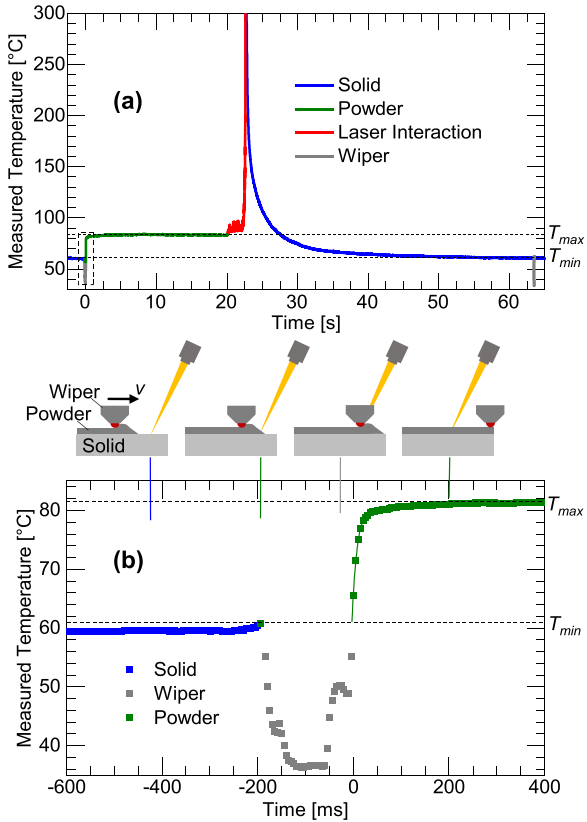 300
250
200
150
100
50
Measured Temperature [°C]
(a)
Solid
Powder
Laser Interaction
Wiper
T_max
T_min
0 10 20 30 40 50 60
Time [s]
Wiper v
Powder
Solid
80
70
60
50
40
Measured Temperature [°C]
(b)
T_max
T_min
Solid
Wiper
Powder
-600 -400 -200 0 200 400
Time [ms]